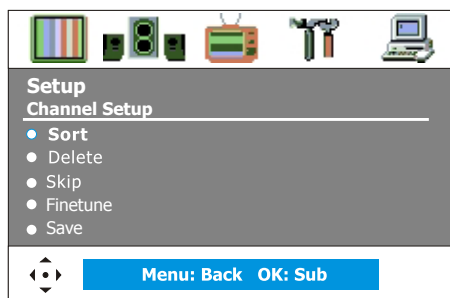 Setup
Channel Setup
Sort
Delete
Skip
Finetune
Save
Menu: Back OK: Sub